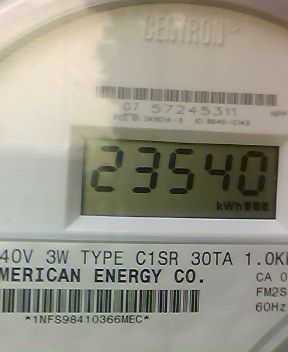 CENTRON®
07 57245311
23540
kWh
40V 3W TYPE C1SR 30TA 1.0K
MERICAN ENERGY CO.
CA 0
FM2S
60Hz
*1NFS98410366MEC*